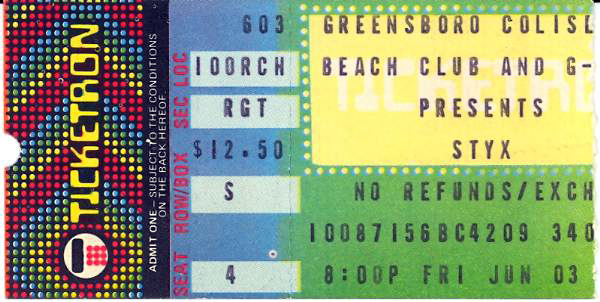 TICKETRON
ADMIT ONE – SUBJECT TO THE CONDITIONS
ON THE BACK HEREOF.
SEAT ROW/BOX SEC LOC
603
100RCH
RGT
$12.50
S
4
GREENSBORO COLISE
BEACH CLUB AND G-
PRESENTS
STYX
NO REFUNDS/EXCH
10087156BC4209 340
8:00P FRI JUN 03